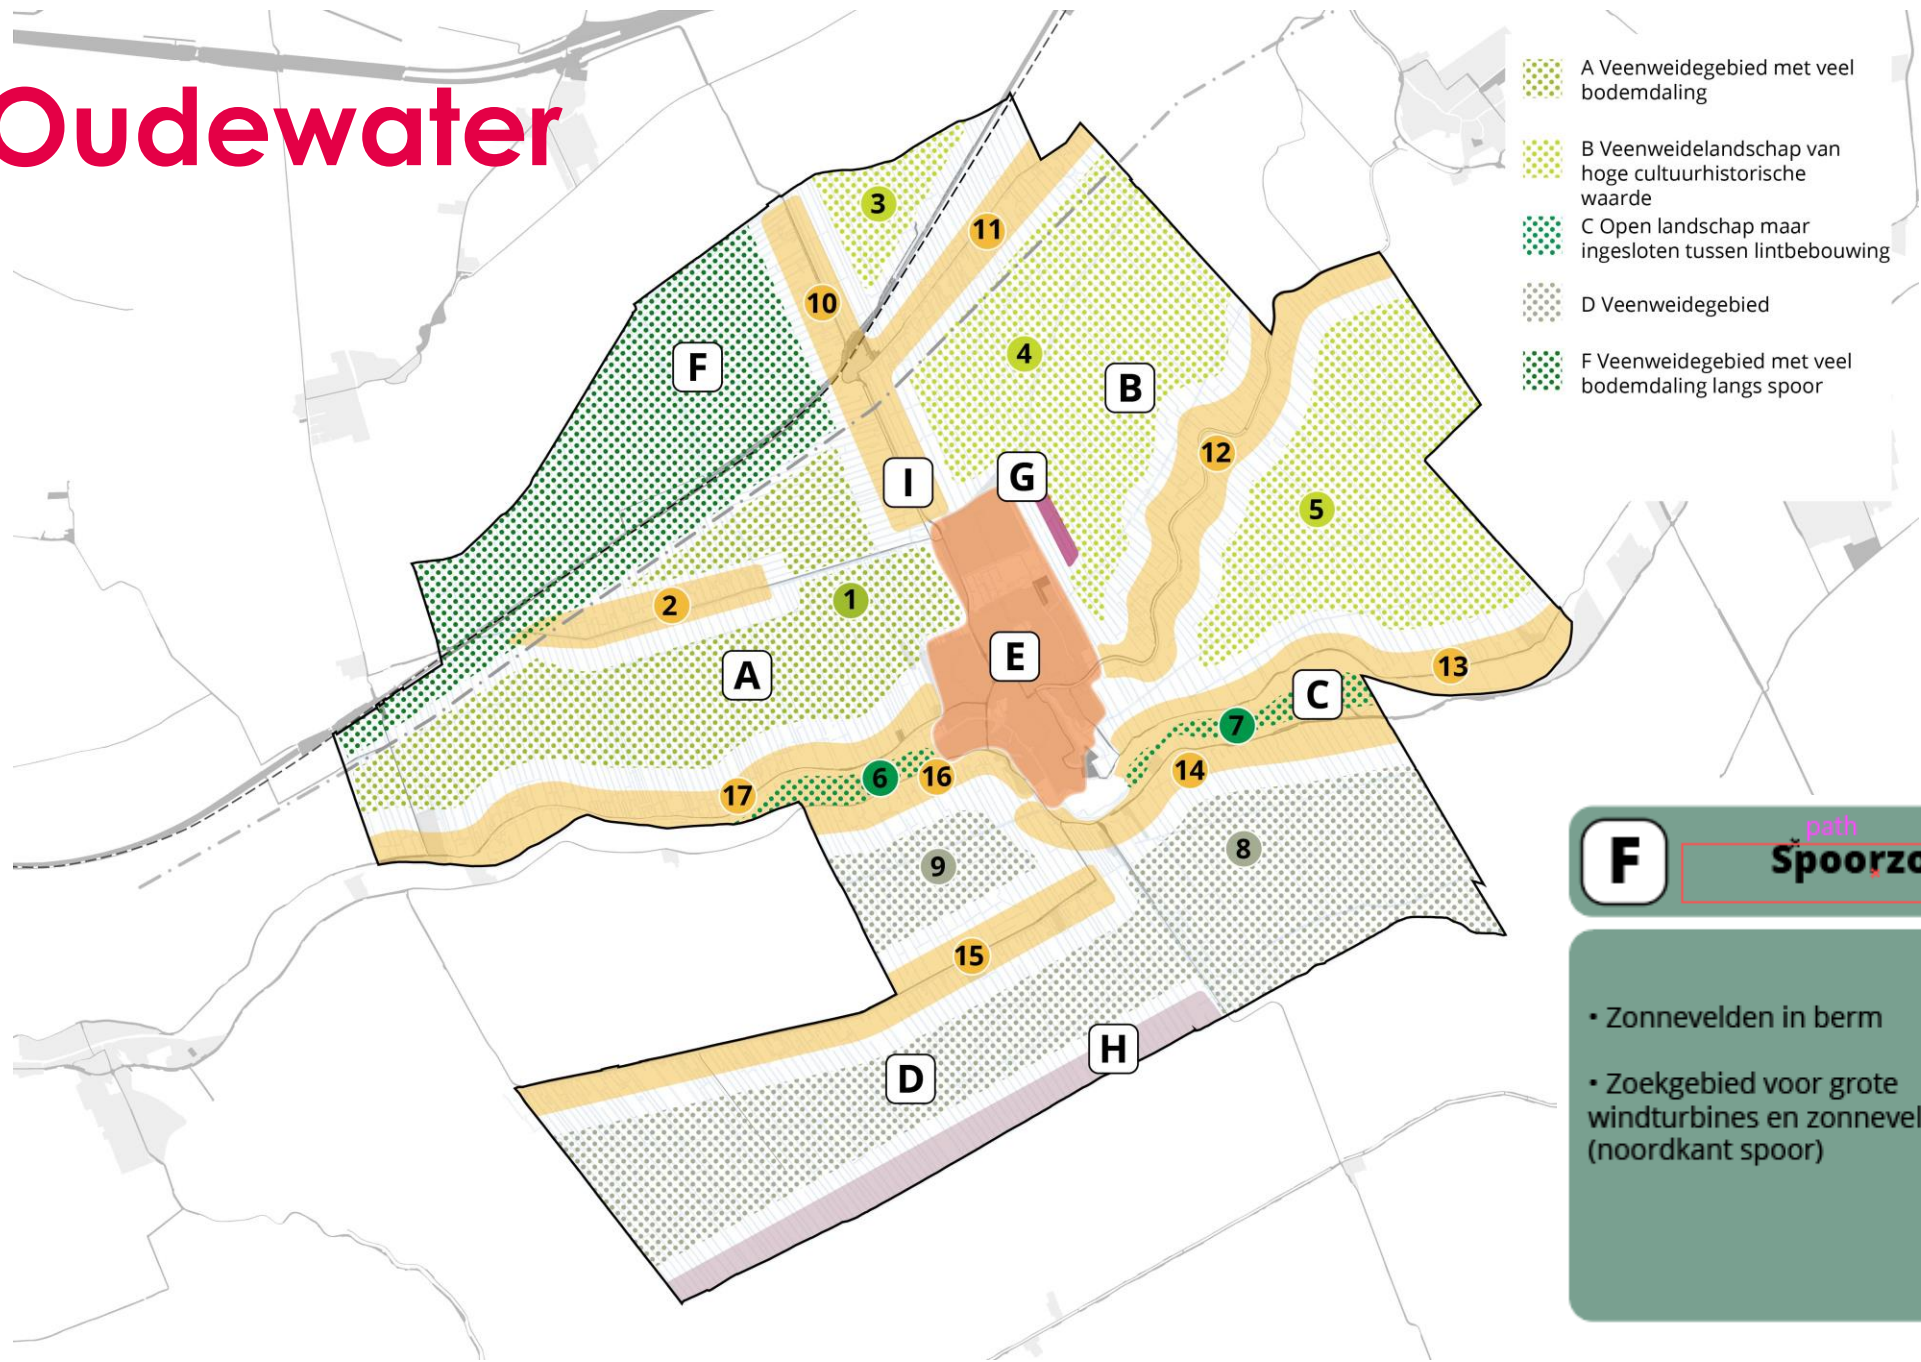 Oudewater
A Veenweidegebied met veel
bodemdaling
B Veenweidelandschap van
hoge cultuurhistorische
waarde
C Open landschap maar
ingesloten tussen lintbebouwing
D Veenweidegebied
F Veenweidegebied met veel
bodemdaling langs spoor
3
11
10
F
4
B
12
I
G
5
2
1
E
A
13
C
7
6
16
14
17
9
8
15
H
D
path
F
• Zonnevelden in berm
• Zoekgebied voor grote
windturbines en
(noordkant spoor)